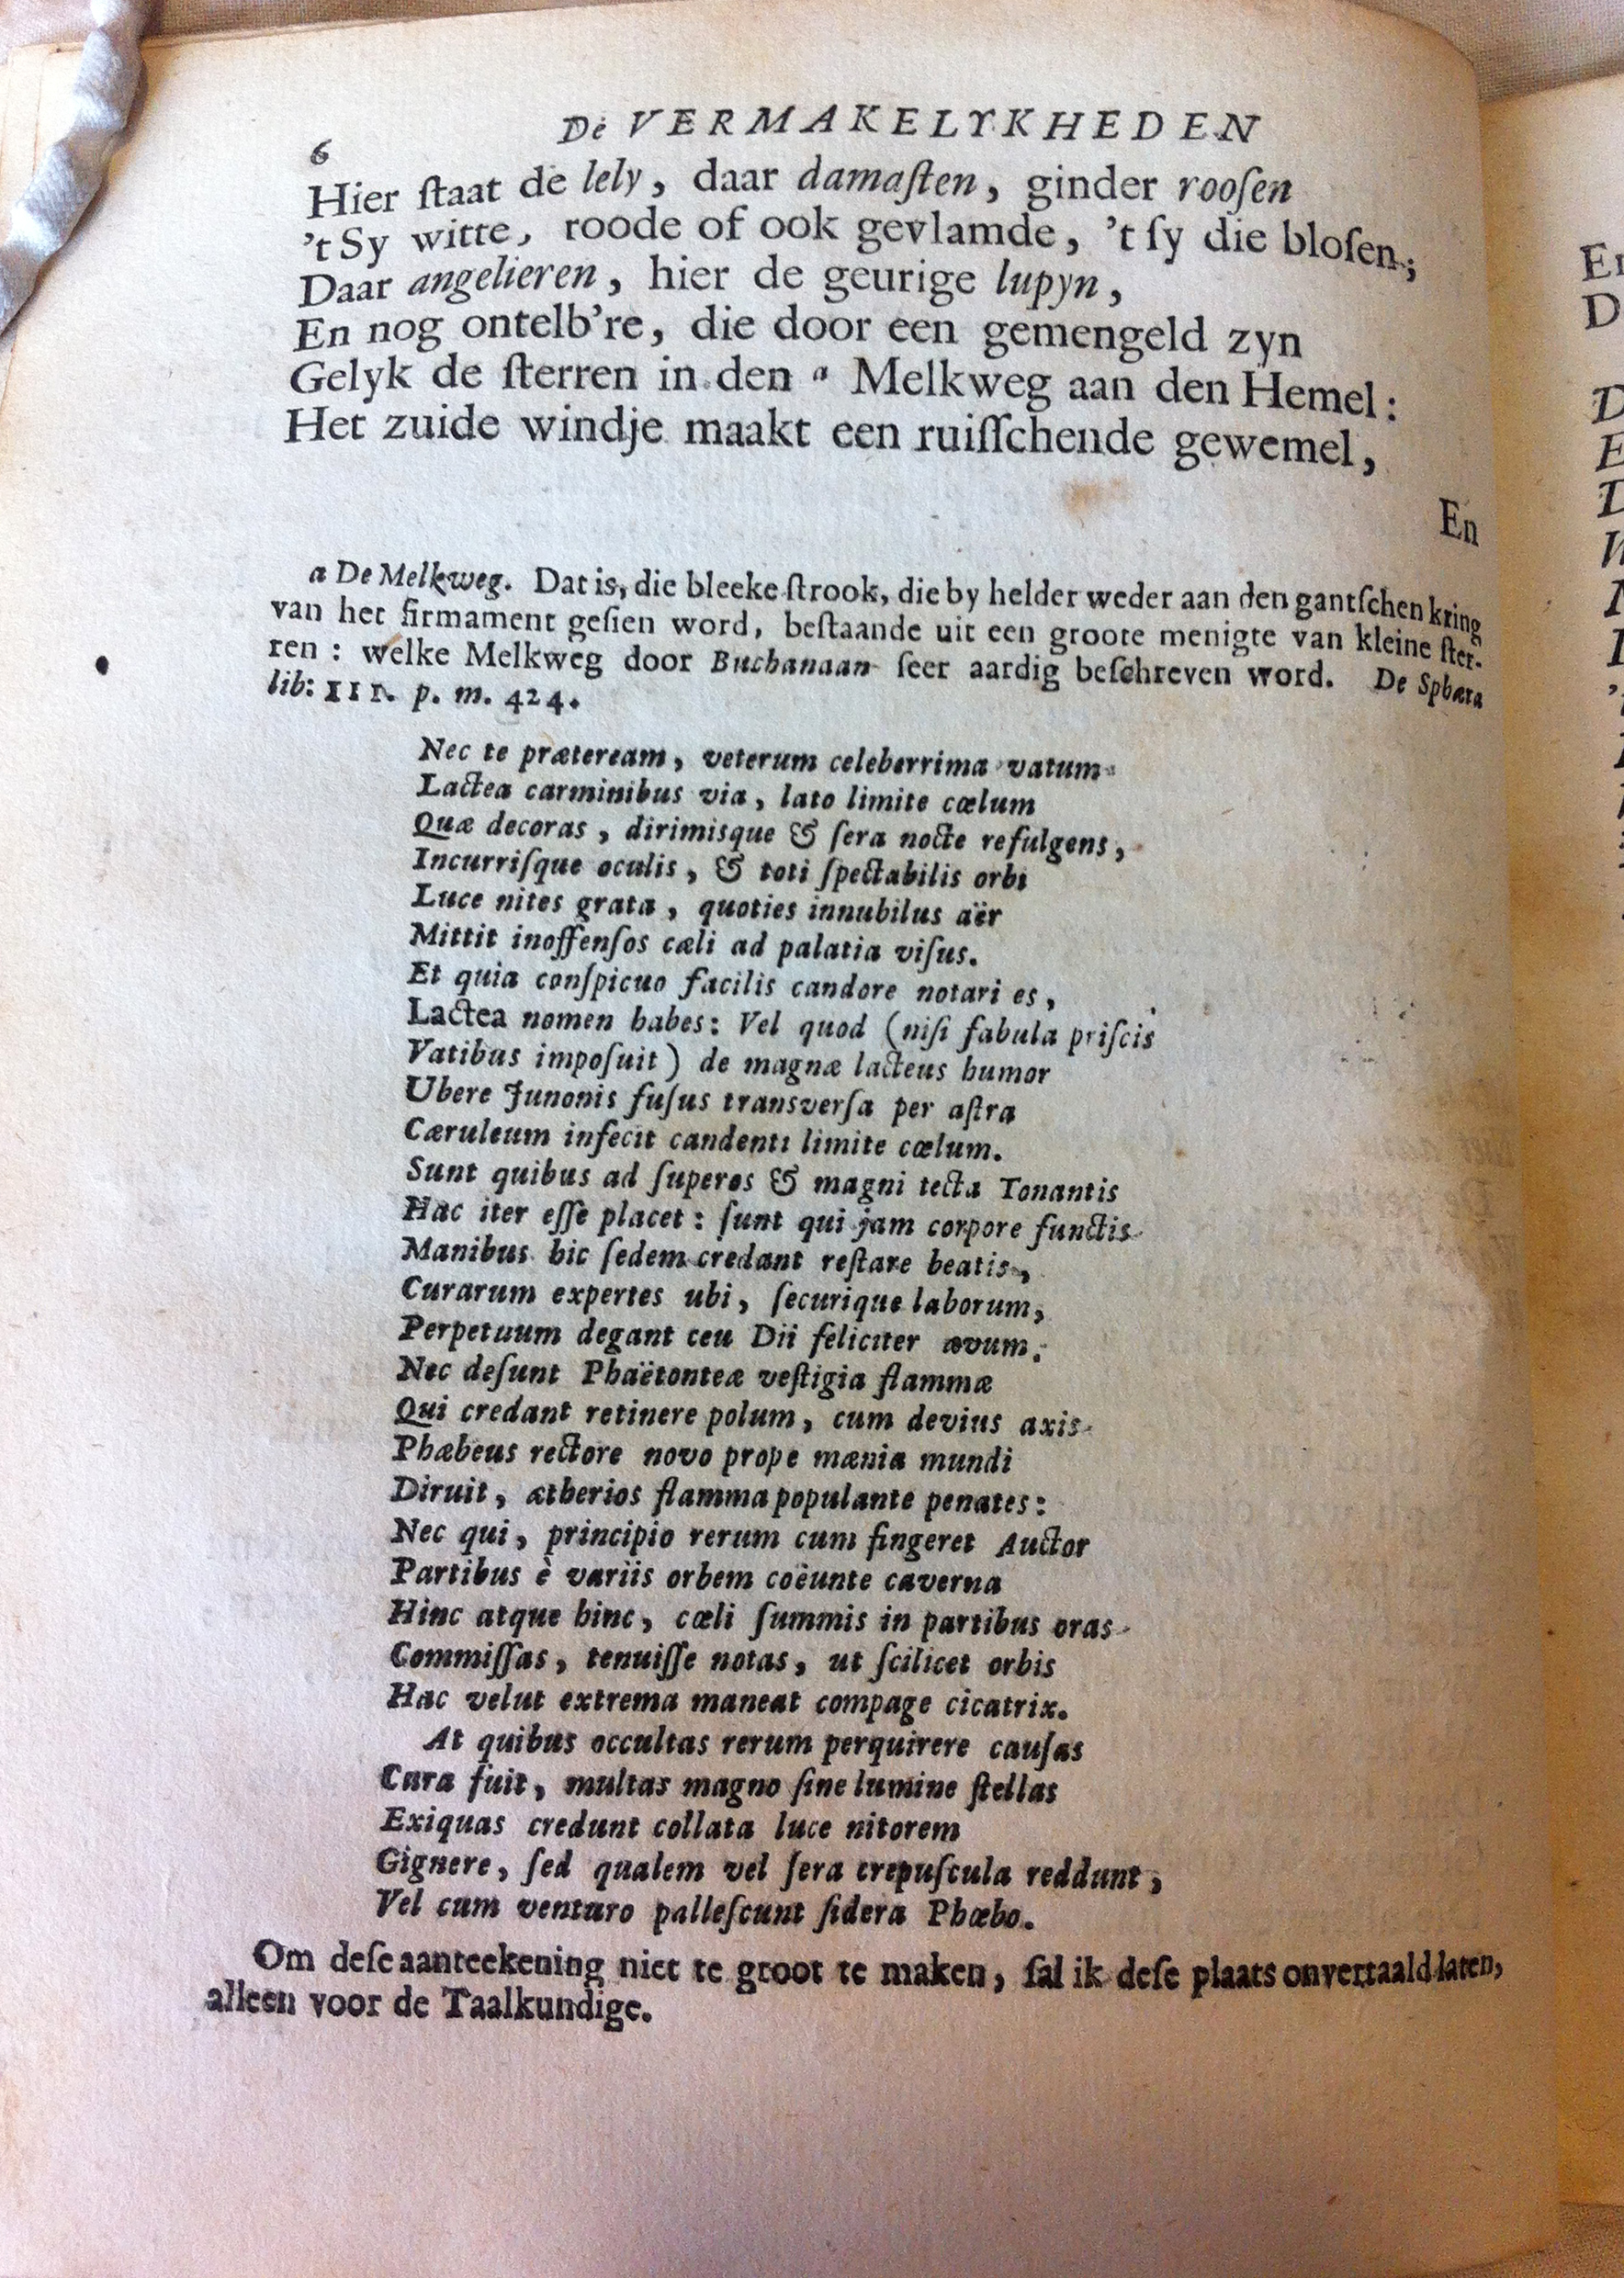 6
De VERMAKELYKHEDEN
Hier ſtaat de lely, daar damaſten, ginder rooſen
't Sy witte, roode of ook gevlamde, 't ſy die bloſen;
Daar angelieren, hier de geurige lupyn,
En nog ontelb're, die door een gemengeld zyn
Gelyk de ſterren in den a Melkweg aan den Hemel:
Het zuide windje maakt een ruiſſchende gewemel,
En
a De Melkweg. Dat is, die bleeke ſtrook, die by helder weder aan den gantſchen kring
van het firmament geſien word, beſtaande uit een groote menigte van kleine ſter-
ren: welke Melkweg door Buchanaan ſeer aardig beſchreven word. De Sphæra
lib: III. p. m. 424.
Nec te præteream, veterum celeberrima vatum
Lactea carminibus via, lato limite cœlum
Quæ decoras, dirimisque & ſera nocte refulgens,
Incurriſque oculis, & toti ſpectabilis orbi
Luce nites grata, quoties innubilus aër
Mittit inoffenſos cæli ad palatia viſus.
Et quia conſpicuo facilis candore notari es,
Lactea nomen habes: Vel quod (niſi fabula priſcis
Vatibus impoſuit) de magnæ lacteus humor
Ubere Junonis fuſus transverſa per aſtra
Cæruleum infecit candenti limite cœlum.
Sunt quibus ad ſuperos & magni tecta Tonantis
Hac iter eſſe placet: ſunt qui jam corpore functis
Manibus hic ſedem credant reſtare beatis,
Curarum expertes ubi, ſecurique laborum,
Perpetuum degant ceu Dii feliciter ævum:
Nec deſunt Phaëtonteæ veſtigia flammæ
Qui credant retinere polum, cum devius axis
Phæbeus rectore novo prope mænia mundi
Diruit, ætherios flamma populante penates:
Nec qui, principio rerum cum fingeret Auctor
Partibus è variis orbem coëunte caverna
Hinc atque hinc, cœli ſummis in partibus oras
Commiſſas, tenuiſſe notas, ut ſcilicet orbis
Hac velut extrema maneat compage cicatrix.
At quibus occultas rerum perquirere cauſas
Cura fuit, multas magno ſine lumine ſtellas
Exiquas credunt collata luce nitorem
Gignere, ſed qualem vel ſera crepuſcula reddunt,
Vel cum venturo palleſcunt ſidera Phœbo.
Om deſe aanteekening niet te groot te maken, ſal ik deſe plaats onvertaald laten,
alleen voor de Taalkundige.